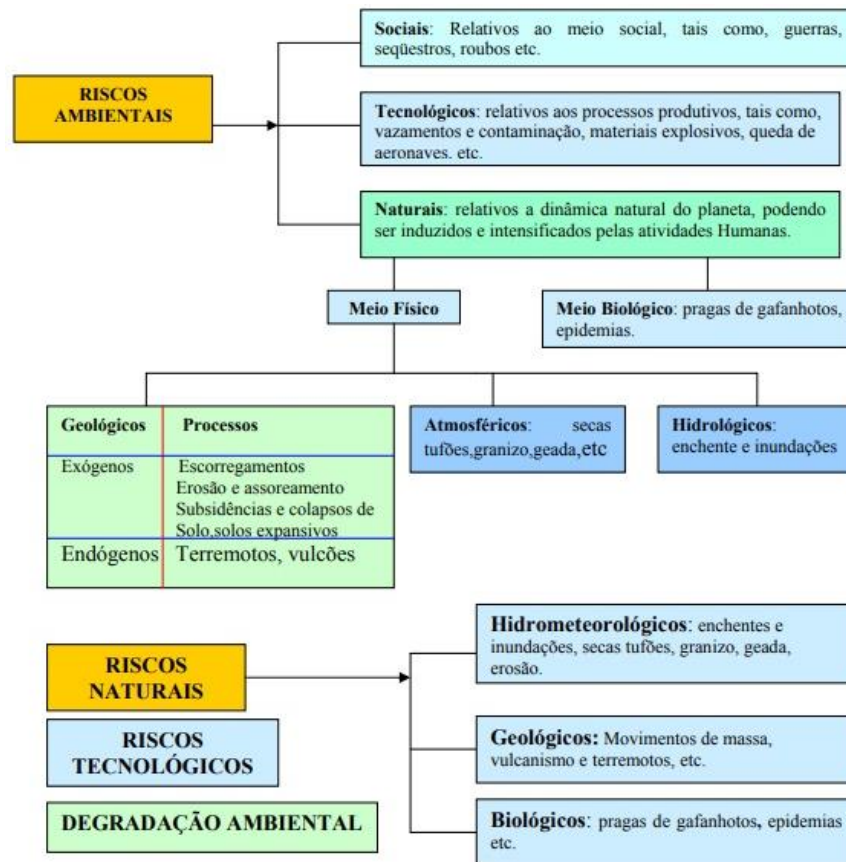 Sociais: Relativos ao meio social, tais como, guerras,
seqüestros, roubos etc.
RISCOS
AMBIENTAIS
Tecnológicos: relativos aos processos produtivos, tais como,
vazamentos e contaminação, materiais explosivos, queda de
aeronaves. etc.
Naturais: relativos a dinâmica natural do planeta, podendo
ser induzidos e intensificados pelas atividades Humanas.
Meio Físico
Meio Biológico: pragas de gafanhotos,
epidemias.
Geológicos Processos
Exógenos Escorregamentos
Erosão e assoreamento
Subsidências e colapsos de
Solo,solos expansivos
Endógenos Terremotos, vulcões
Atmosféricos: secas
tufões,granizo,geada,etc
Hidrológicos:
enchente e inundações
RISCOS
NATURAIS
RISCOS
TECNOLÓGICOS
DEGRADAÇÃO AMBIENTAL
Hidrometeorológicos: enchentes e
inundações, secas tufões, granizo, geada,
erosão.
Geológicos: Movimentos de massa,
vulcanismo e terremotos, etc.
Biológicos: pragas de gafanhotos, epidemias
etc.